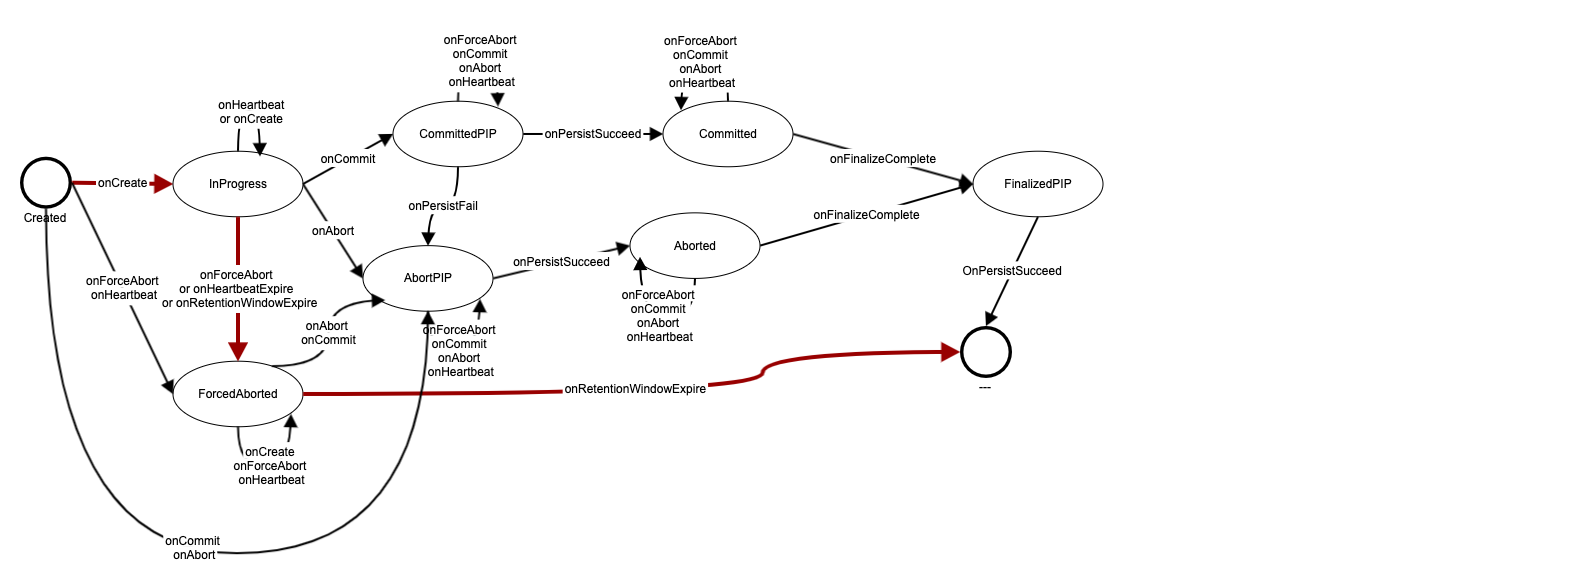 onForceAbort
onCommit
onAbort
onHeartbeat
onForceAbort
onCommit
onAbort
onHeartbeat
onHeartbeat
or onCreate
CommittedPIP
onPersistSucceed
Committed
onCommit
onFinalizeComplete
onCreate
InProgress
FinalizedPIP
Created
onPersistFail
onFinalizeComplete
onAbort
Aborted
onPersistSucceed
OnPersistSucceed
onForceAbort
onHeartbeat
onForceAbort
or onHeartbeatExpire
or onRetentionWindowExpire
AbortPIP
onForceAbort
onCommit
onAbort
onHeartbeat
onAbort
onCommit
onForceAbort
onCommit
onAbort
onHeartbeat
---
ForcedAborted
onRetentionWindowExpire
onCreate
onForceAbort
onHeartbeat
onCommit
onAbort